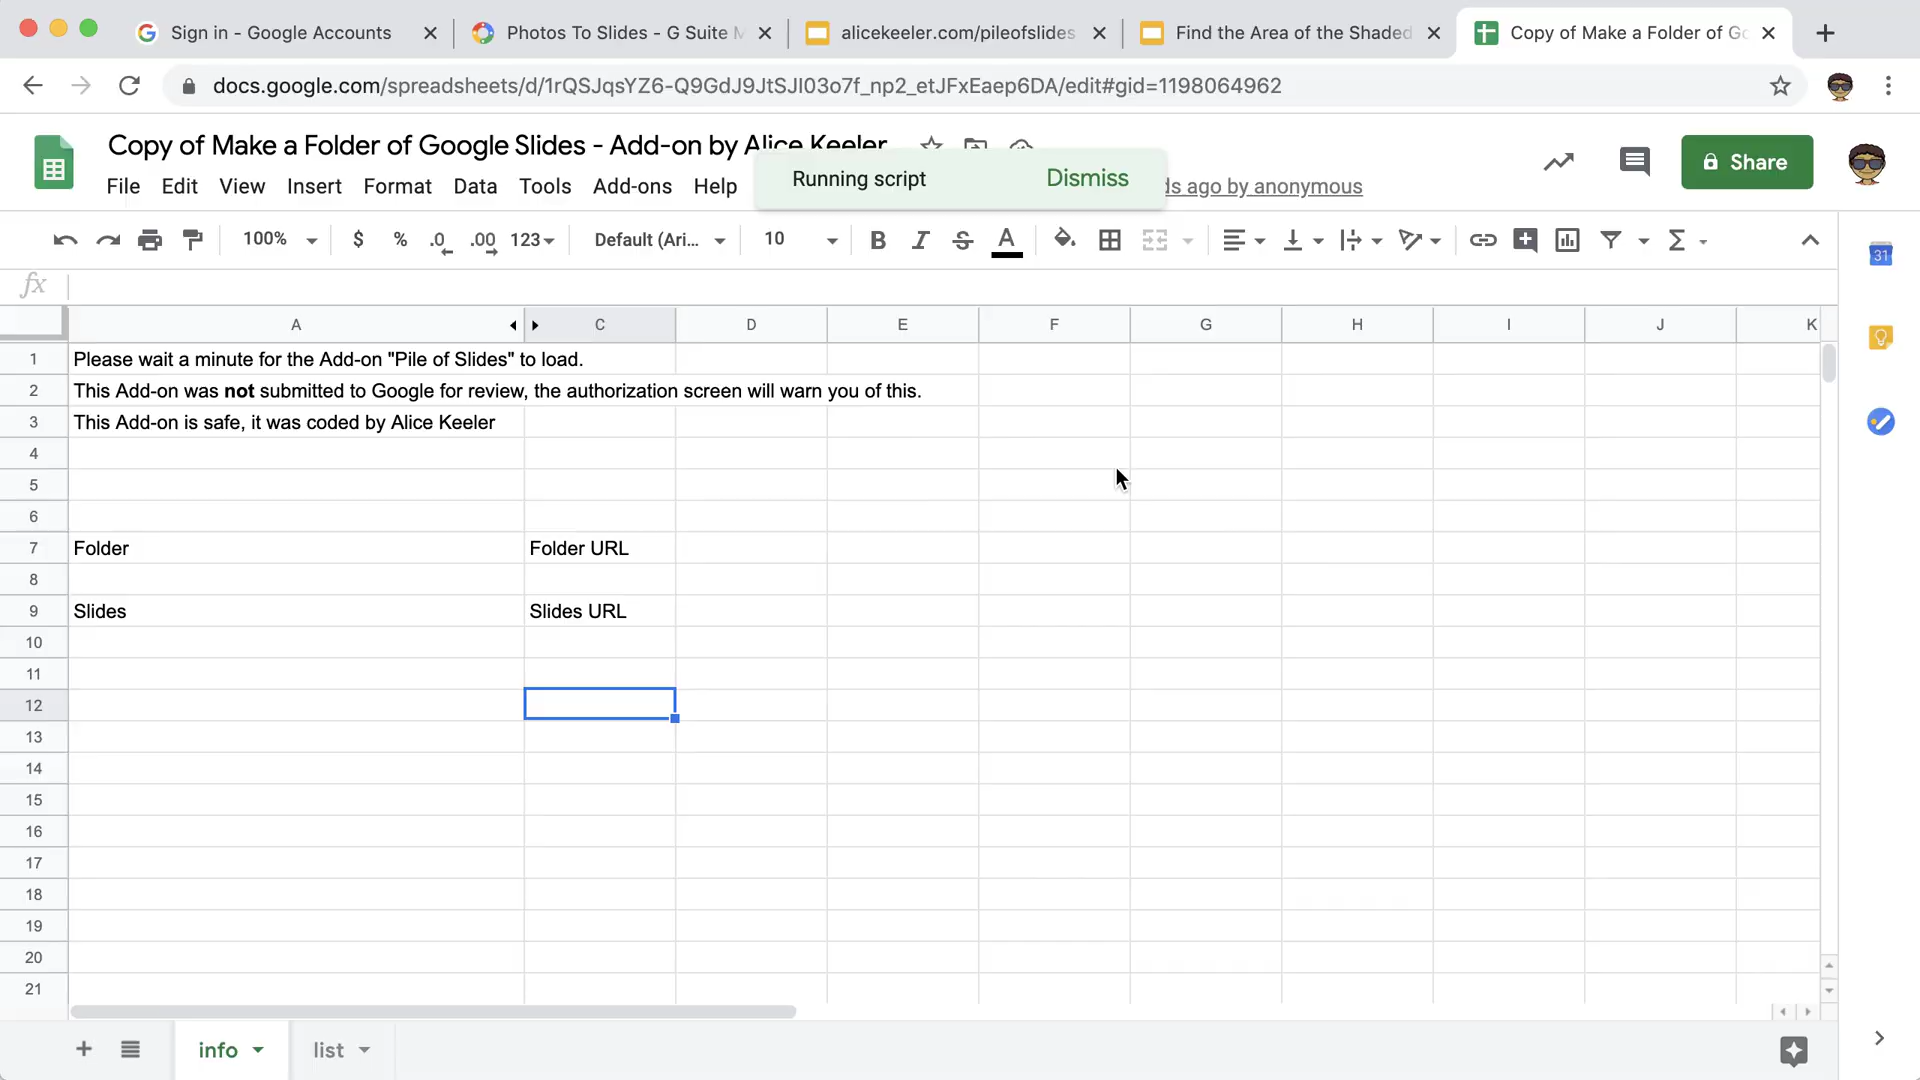 Sign in - Google Accounts
Photos To Slides - G Suite M
alicekeeler.com/pileofslides
Find the Area of the Shaded
Copy of Make a Folder of Go
docs.google.com/spreadsheets/d/1rQSJqsYZ6-Q9GdJ9JtSJI03o7f_np2_etJFxEaep6DA/edit#gid=1198064962
Copy of Make a Folder of Google Slides - Add-on by Alice Keeler
File Edit View Insert Format Data Tools Add-ons Help
Running script Dismiss
ds ago by anonymous
Share
100% $ % .0 .00 123 Default (Ari... 10 B I S A Σ
31
fx
A C D E F G H I J K
1 Please wait a minute for the Add-on "Pile of Slides" to load.
2 This Add-on was not submitted to Google for review, the authorization screen will warn you of this.
3 This Add-on is safe, it was coded by Alice Keeler
4
5
6
7 Folder Folder URL
8
9 Slides Slides URL
10
11
12
13
14
15
16
17
18
19
20
21
info list